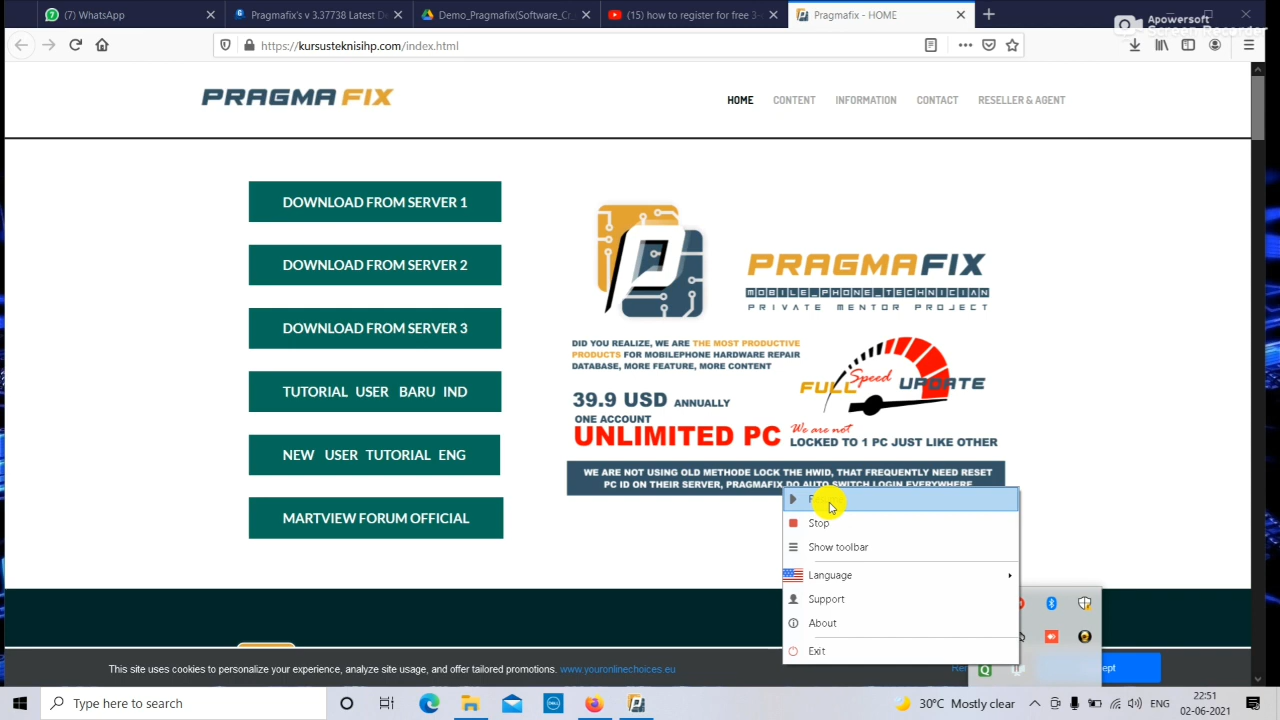 (7) WhatsApp
Pragmafix's v 3.37738 Latest De
Demo_Pragmafix(Software_Cr
(15) how to register for free 3-
Pragmafix - HOME
Apowersoft
Screen Recorder
https://kursusteknisihp.com/index.html
PRAGMA FIX
HOME
CONTENT
INFORMATION
CONTACT
RESELLER & AGENT
DOWNLOAD FROM SERVER 1
DOWNLOAD FROM SERVER 2
DOWNLOAD FROM SERVER 3
TUTORIAL USER BARU IND
NEW USER TUTORIAL ENG
MARTVIEW FORUM OFFICIAL
PRAGMAFIX
MOBILE_PHONE_TECHNICIAN
PRIVATE MENTOR PROJECT
DID YOU REALIZE, WE ARE THE MOST PRODUCTIVE
PRODUCTS FOR MOBILEPHONE HARDWARE REPAIR
DATABASE, MORE FEATURE, MORE CONTENT
FULL Speed UPDATE
39.9 USD ANNUALLY
ONE ACCOUNT
UNLIMITED PC
We are not
LOCKED TO 1 PC JUST LIKE OTHER
WE ARE NOT USING OLD METHODE LOCK THE HWID, THAT FREQUENTLY NEED RESET
PC ID ON THEIR SERVER, PRAGMAFIX DO AUTO SWITCH LOGIN EVERYWHERE
Stop
Show toolbar
Language
Support
About
Exit
This site uses cookies to personalize your experience, analyze site usage, and offer tailored promotions. www.youronlinechoices.eu
Type here to search
30°C Mostly clear
ENG
22:51
02-06-2021